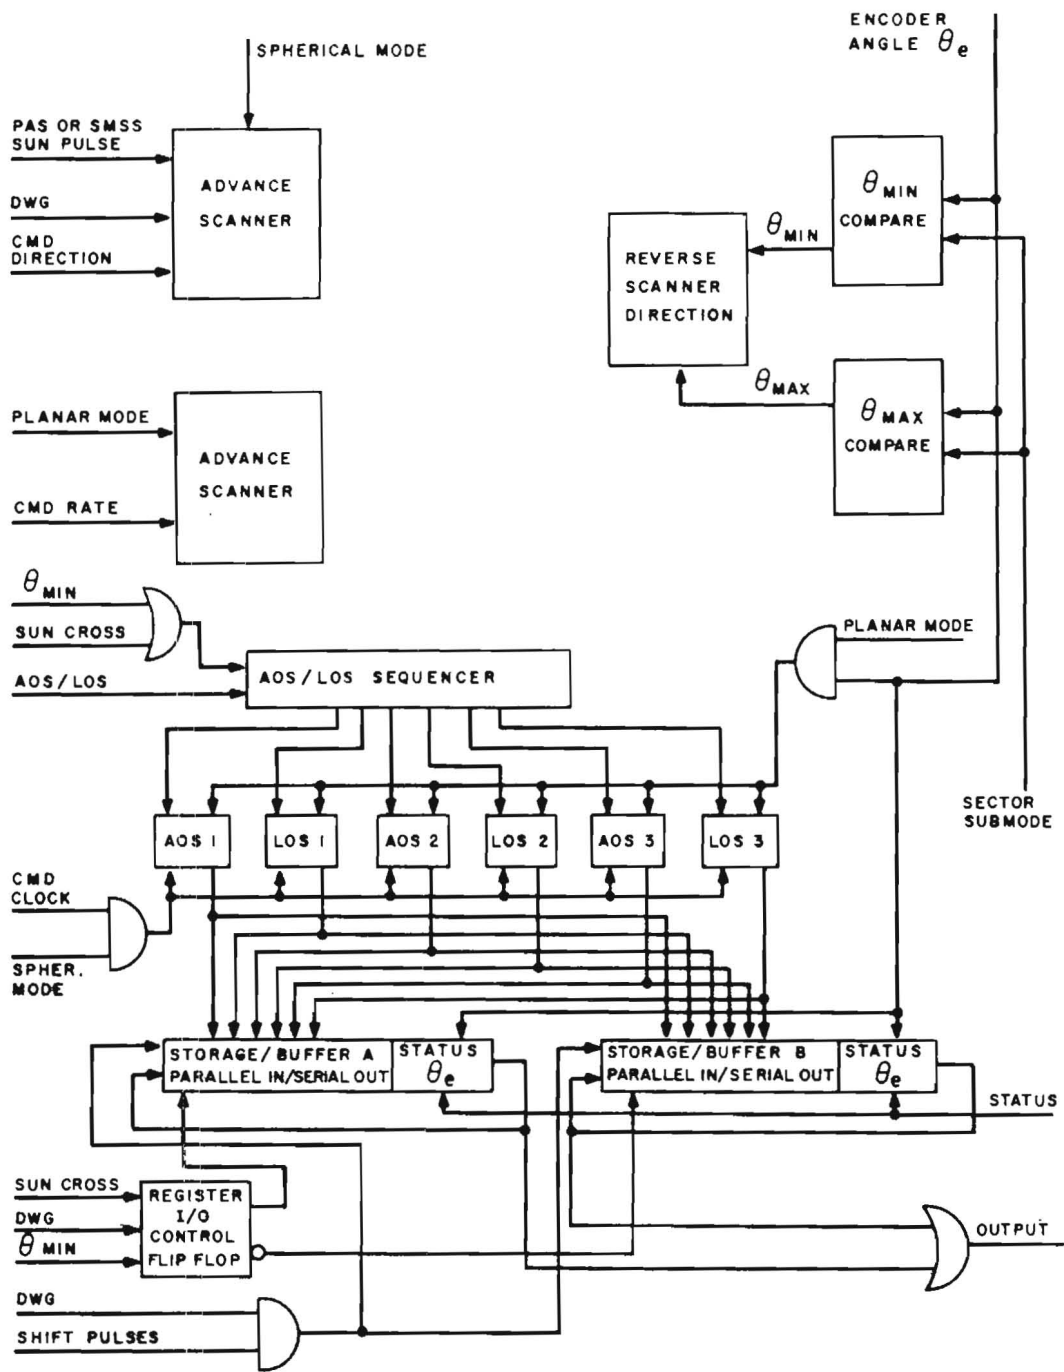 SPHERICAL MODE
ENCODER
ANGLE θe
PAS OR SMSS
SUN PULSE
DWG
CMD
DIRECTION
ADVANCE
SCANNER
θMIN
COMPARE
θMIN
REVERSE
SCANNER
DIRECTION
θMAX
θMAX
COMPARE
PLANAR MODE
CMD RATE
ADVANCE
SCANNER
θMIN
SUN CROSS
AOS/LOS
AOS/LOS SEQUENCER
PLANAR MODE
SECTOR
SUBMODE
AOS 1
LOS 1
AOS 2
LOS 2
AOS 3
LOS 3
CMD
CLOCK
SPHER.
MODE
STORAGE/BUFFER A
PARALLEL IN/SERIAL OUT
STATUS
θe
STORAGE/BUFFER B
PARALLEL IN/SERIAL OUT
STATUS
θe
STATUS
SUN CROSS
DWG
θMIN
REGISTER
I/O
CONTROL
FLIP FLOP
OUTPUT
DWG
SHIFT PULSES